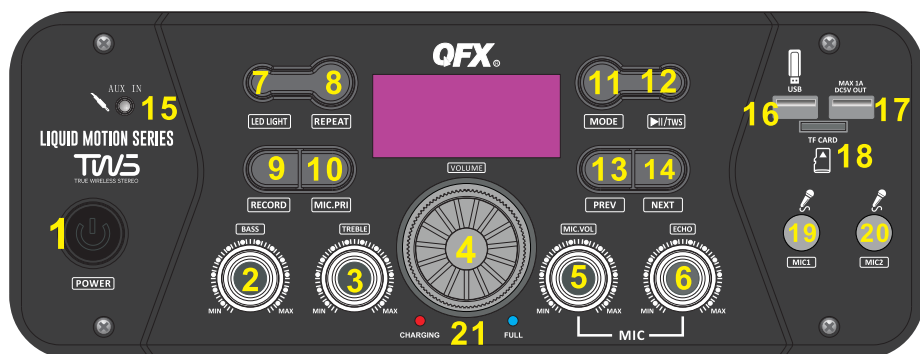 QFX®
7
8
LED LIGHT
REPEAT
11
12
MODE
▶II/TWS
AUX IN
15
LIQUID MOTION SERIES
TWS
TRUE WIRELESS STEREO
1
POWER
9
10
RECORD
MIC.PRI
13
14
PREV
NEXT
VOLUME
4
BASS
2
MIN
MAX
TREBLE
3
MIN
MAX
MIC.VOL
5
MIN
MAX
ECHO
6
MIN
MAX
MIC
CHARGING
21
FULL
USB
MAX 1A
DC5V OUT
16
17
TF CARD
18
19
20
MIC1
MIC2